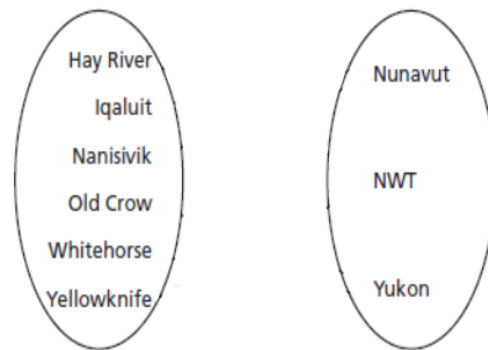 Hay River
Iqaluit
Nanisivik
Old Crow
Whitehorse
Yellowknife
Nunavut
NWT
Yukon